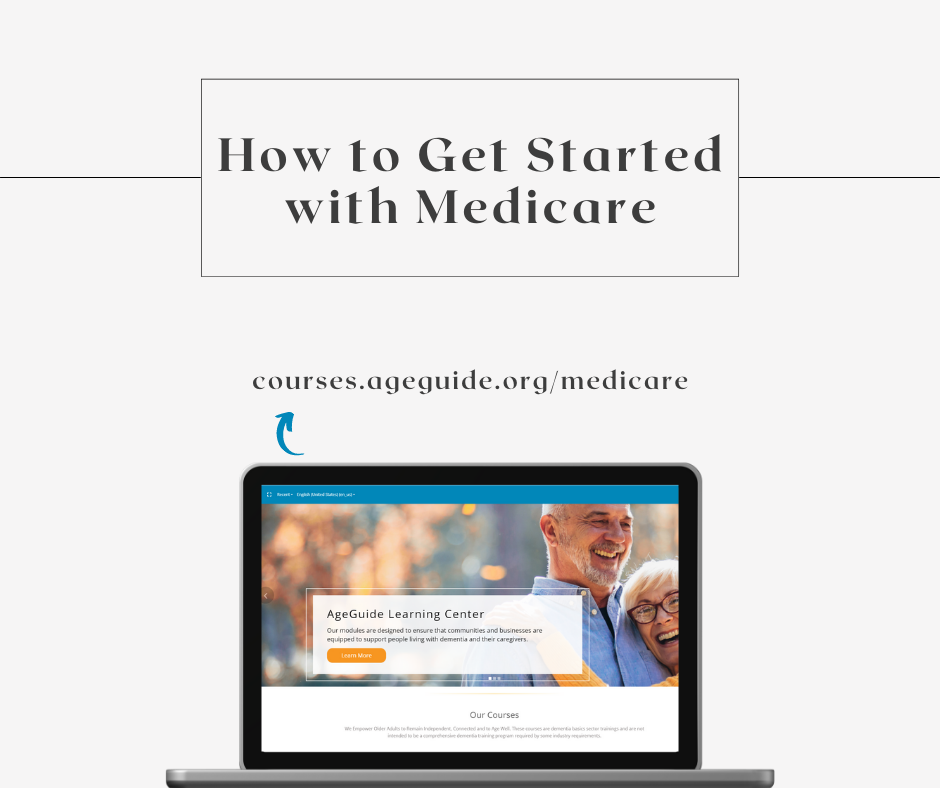 How to Get Started
with Medicare
courses.ageguide.org/medicare
Recent English (United States) (en_us)
AgeGuide Learning Center
Our modules are designed to ensure that communities and businesses are
equipped to support people living with dementia and their caregivers.
Learn More
Our Courses
We Empower Older Adults to Remain Independent, Connected and to Age Well. These courses are dementia basics sector trainings and are not
intended to be a comprehensive dementia training program required by some industry requirements.